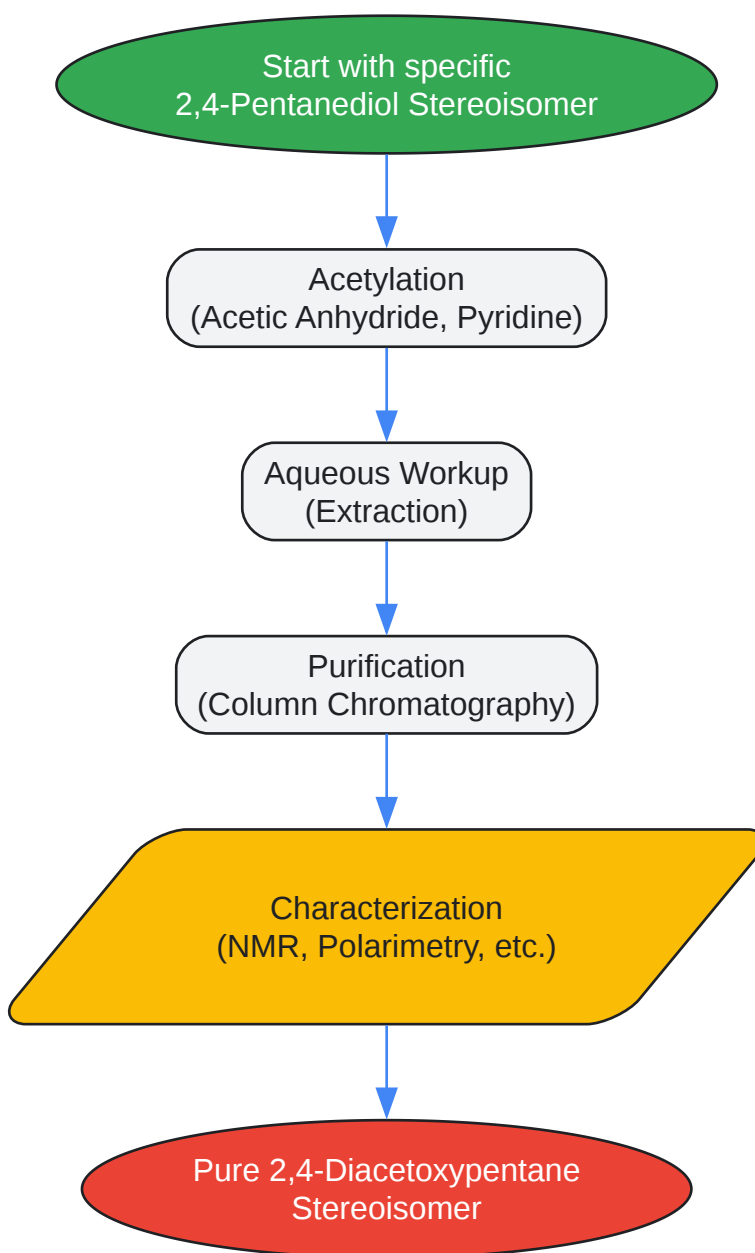 Start with specific
2,4-Pentanediol Stereoisomer
Acetylation
(Acetic Anhydride, Pyridine)
Aqueous Workup
(Extraction)
Purification
(Column Chromatography)
Characterization
(NMR, Polarimetry, etc.)
Pure 2,4-Diacetoxypentane
Stereoisomer